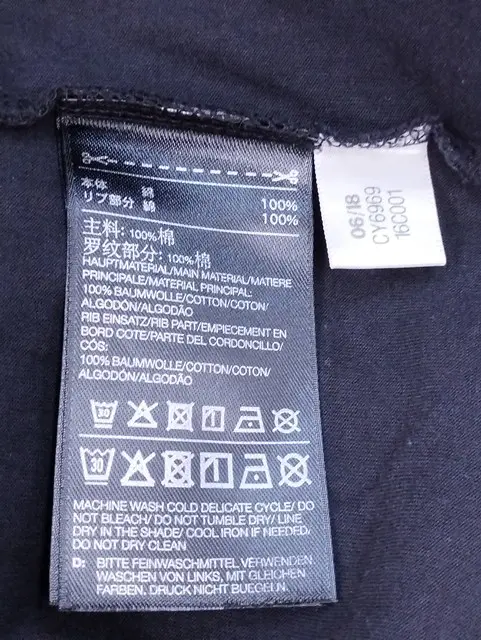 本体 綿 100%
リブ部分 綿 100%
主料: 100%棉
罗纹部分: 100%棉
HAUPTMATERIAL/MAIN MATERIAL/MATIERE
PRINCIPALE/MATERIAL PRINCIPAL:
100% BAUMWOLLE/COTTON/COTON/
ALGODÓN/ALGODÃO
RIB EINSATZ/RIB PART/EMPIECEMENT EN
BORD COTE/PARTE DEL CORDONCILLO/
CÓS:
100% BAUMWOLLE/COTTON/COTON/
ALGODÓN/ALGODÃO
30
30
MACHINE WASH COLD DELICATE CYCLE/ DO
NOT BLEACH/ DO NOT TUMBLE DRY/ LINE
DRY IN THE SHADE/ COOL IRON IF NEEDED/
DO NOT DRY CLEAN
D: BITTE FEINWASCHMITTEL VERWENDEN
WASCHEN VON LINKS, MIT GLEICHEN
FARBEN, DRUCK NICHT BUEGELN.
06/18
CY6969
16C001